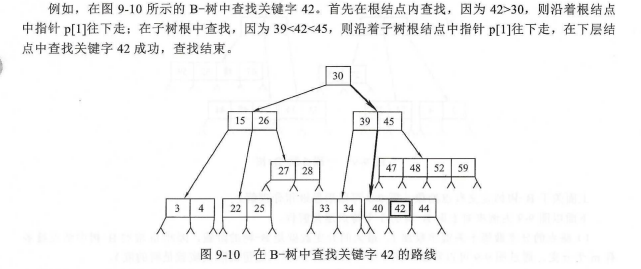 例如，在图 9-10 所示的 B-树中查找关键字 42。首先在根结点内查找，因为 42>30，则沿着根结点
中指针 p[1]往下走；在子树根中查找，因为 39<42<45，则沿着子树根结点中指针 p[1]往下走，在下层结
点中查找关键字 42 成功，查找结束。
30
15 26
39 45
27 28
47 48 52 59
3 4
22 25
33 34
40 42 44
图 9-10 在 B-树中查找关键字 42 的路线